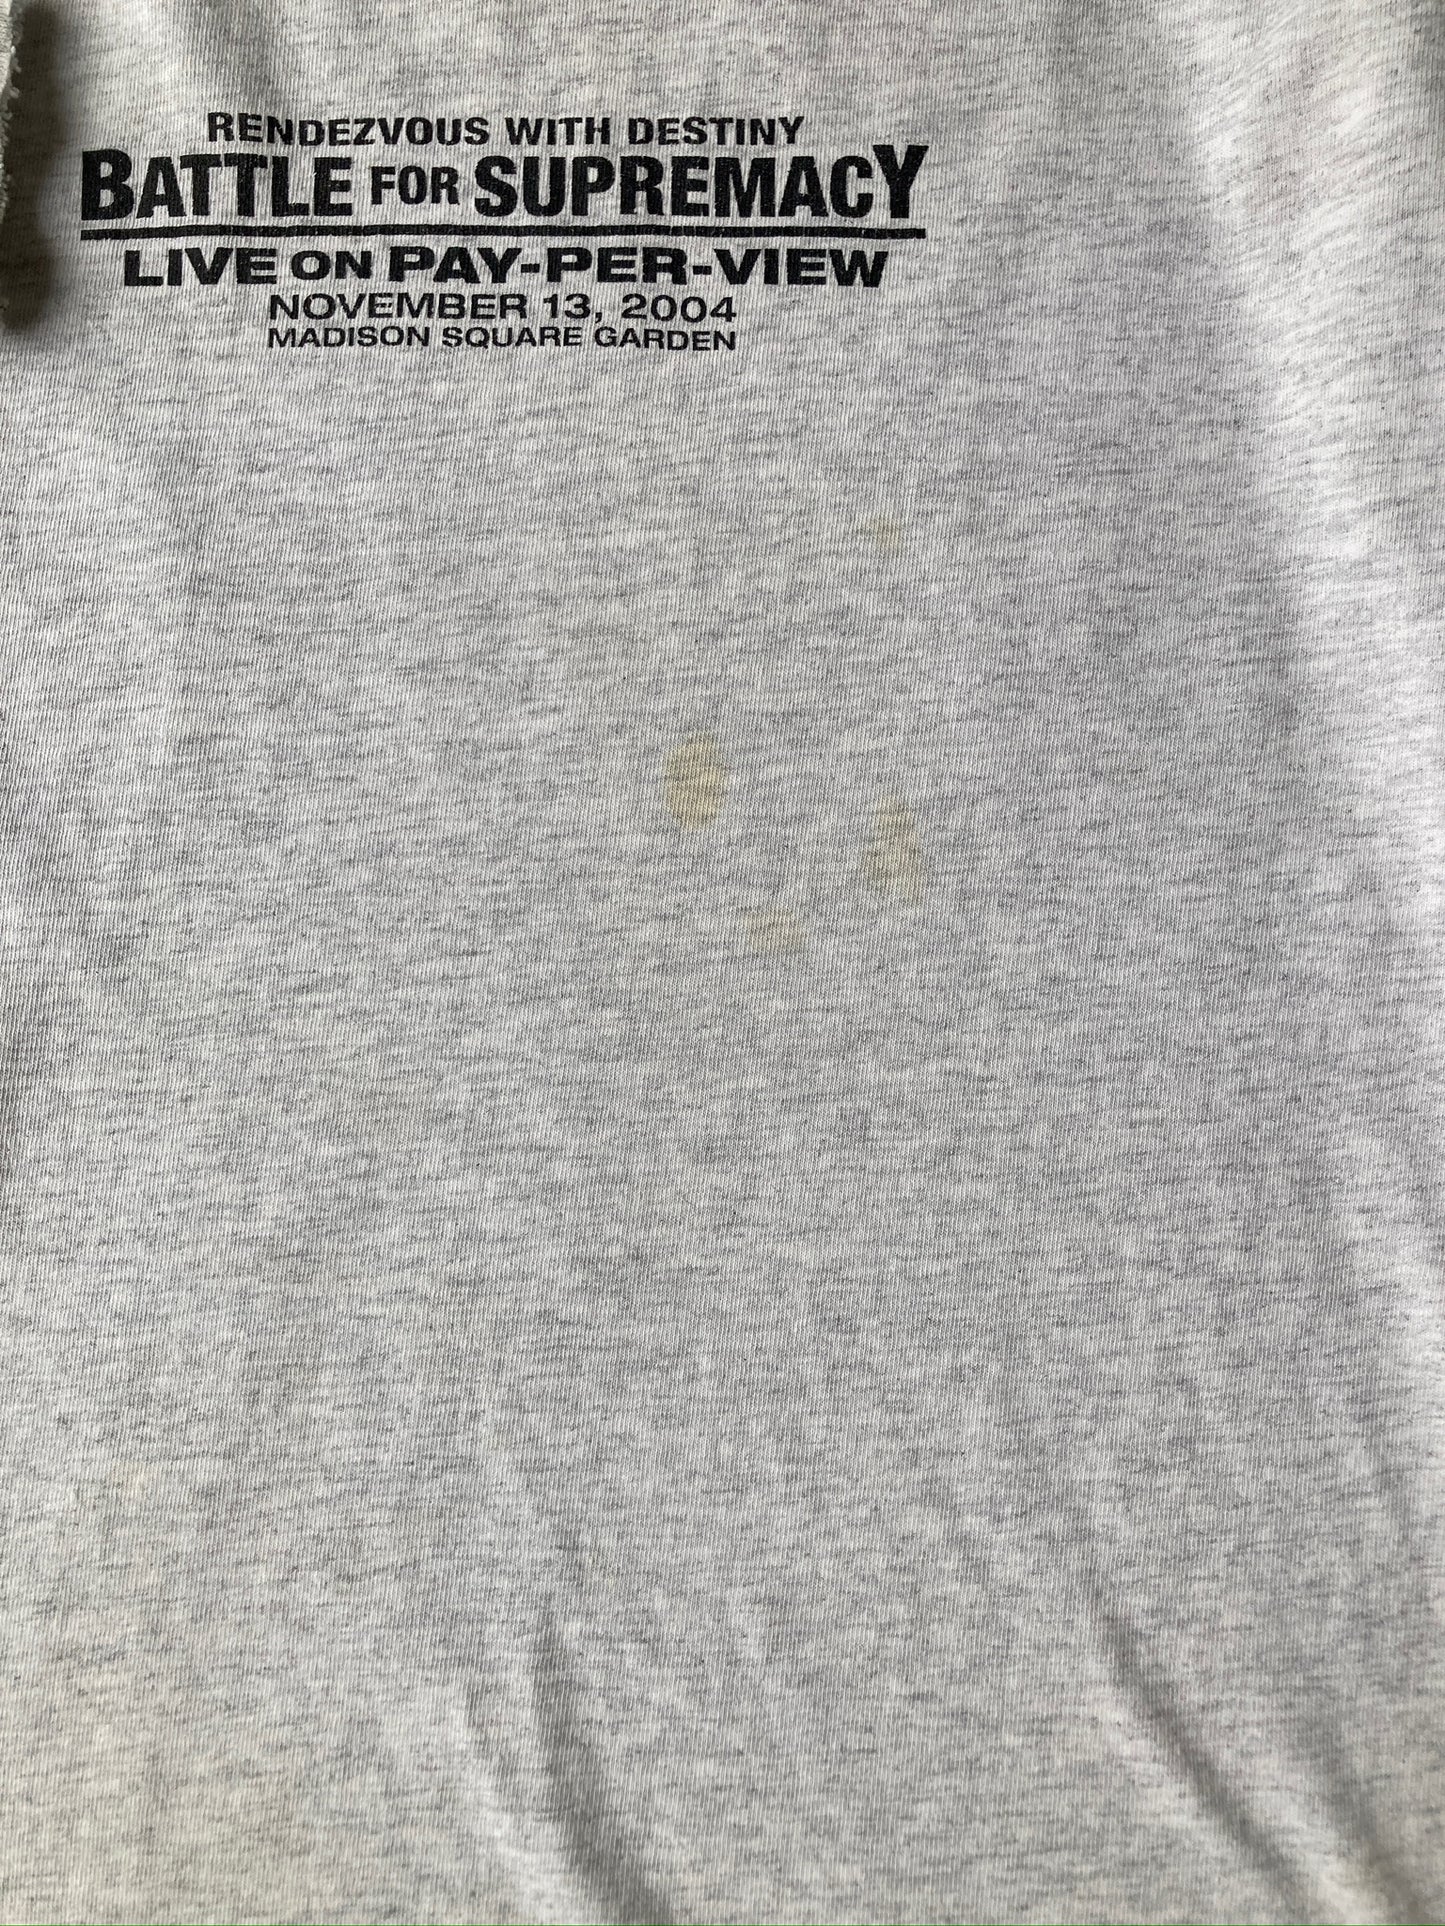 RENDEZVOUS WITH DESTINY
BATTLE FOR SUPREMACY
LIVE ON PAY-PER-VIEW
NOVEMBER 13, 2004
MADISON SQUARE GARDEN